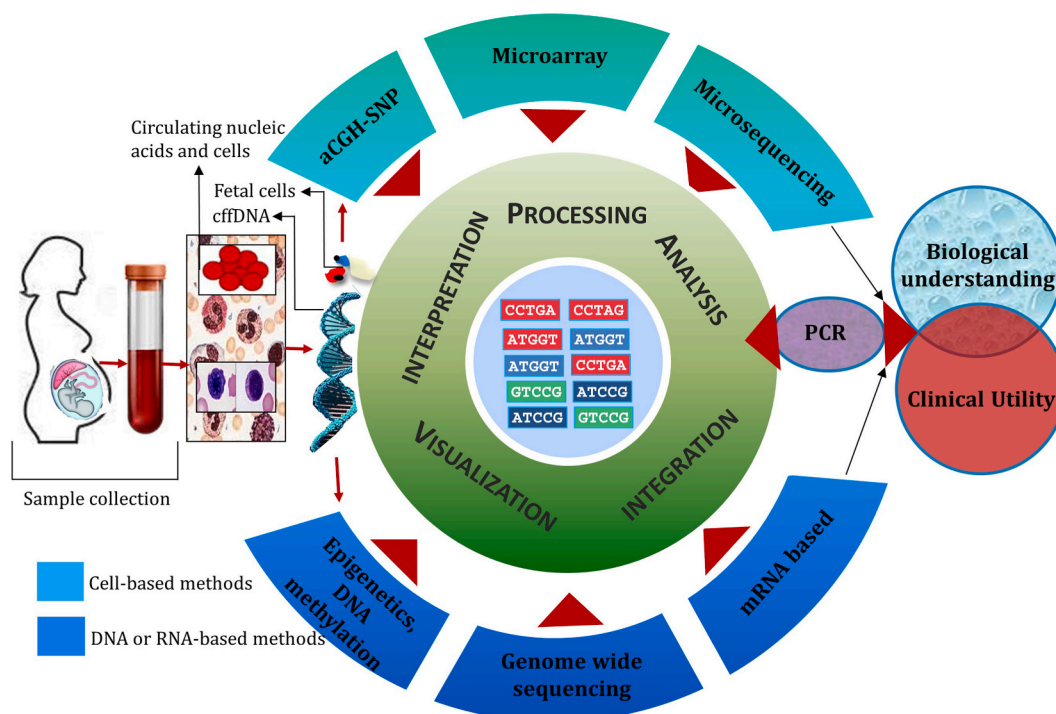 Microarray
aCGH-SNP
Microsequencing
Circulating nucleic
acids and cells
Fetal cells
cffDNA
PROCESSING
INTERPRETATION
ANALYSIS
Biological
understanding
CCTGA CCTAG
ATGGT ATGGT
ATGGT CCTGA
GTCCG ATCCG
ATCCG GTCCG
PCR
Clinical Utility
VISUALIZATION
INTEGRATION
Sample collection
Epigenetics,
DNA
methylation
mRNA based
Cell-based methods
DNA or RNA-based methods
Genome wide
sequencing